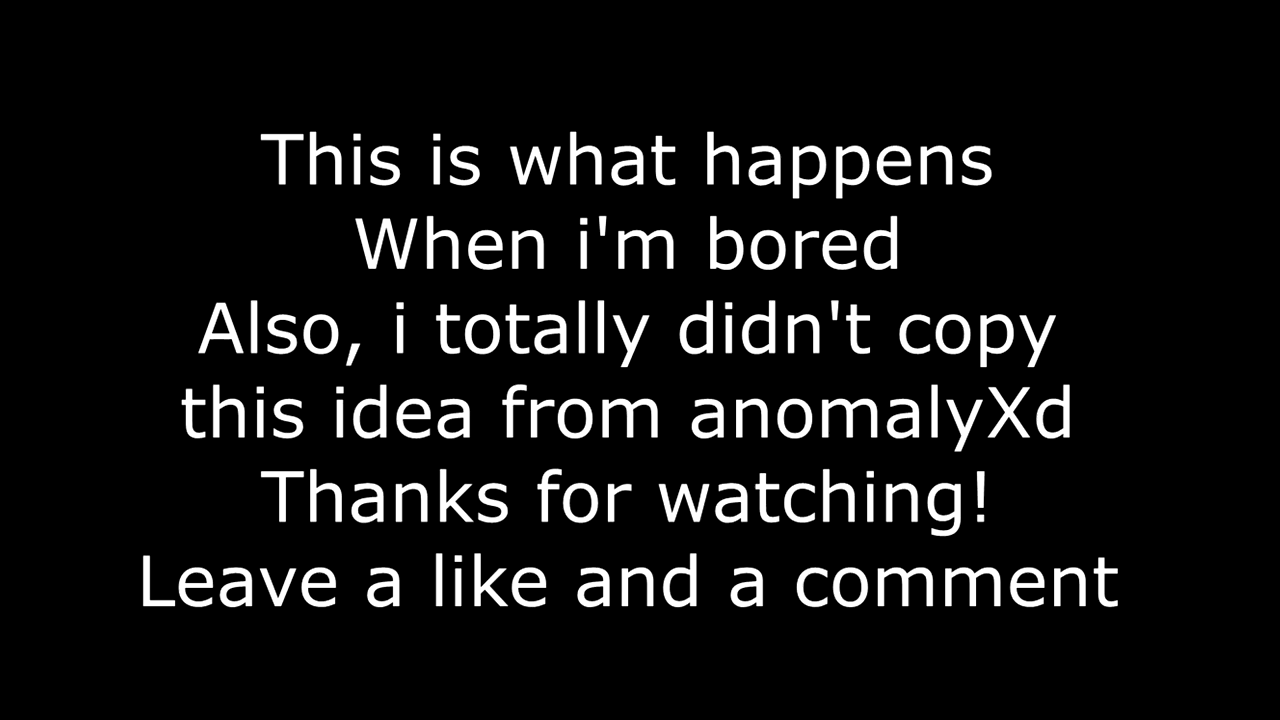 This is what happens
When i'm bored
Also, i totally didn't copy
this idea from anomalyXd
Thanks for watching!
Leave a like and a comment